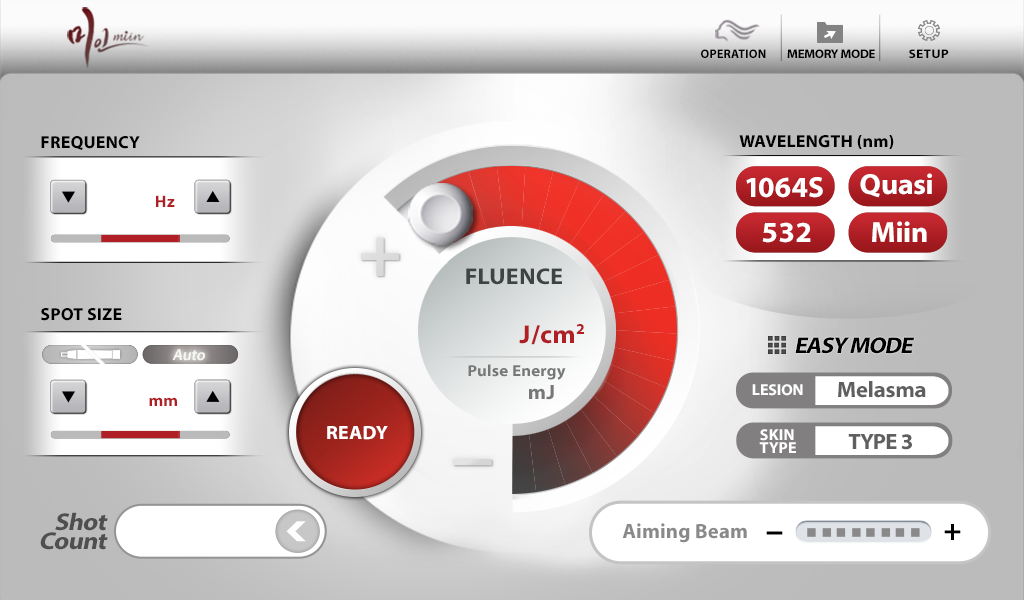 미인 miin
OPERATION
MEMORY MODE
SETUP
FREQUENCY
▼ Hz ▲
SPOT SIZE
Auto
▼ mm ▲
Shot
Count
+
FLUENCE
J/cm²
Pulse Energy
mJ
READY
−
WAVELENGTH (nm)
1064S Quasi
532 Miin
EASY MODE
LESION Melasma
SKIN
TYPE TYPE 3
Aiming Beam − +